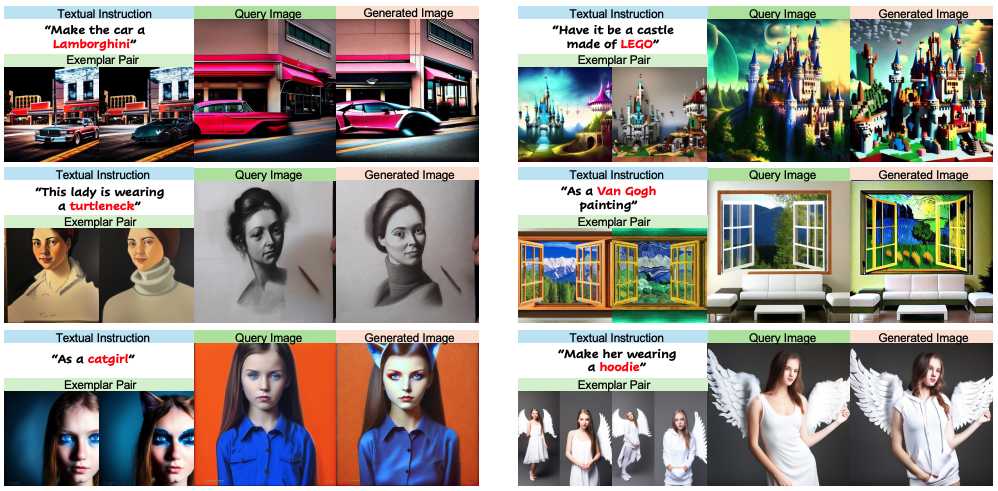 Textual Instruction
Query Image
Generated Image
“Make the car a
Lamborghini”
Exemplar Pair
Textual Instruction
Query Image
Generated Image
“Have it be a castle
made of LEGO”
Exemplar Pair
Textual Instruction
Query Image
Generated Image
“This lady is wearing
a turtleneck”
Exemplar Pair
Textual Instruction
Query Image
Generated Image
“As a Van Gogh
painting”
Exemplar Pair
Textual Instruction
Query Image
Generated Image
“As a catgirl”
Exemplar Pair
Textual Instruction
Query Image
Generated Image
“Make her wearing
a hoodie”
Exemplar Pair